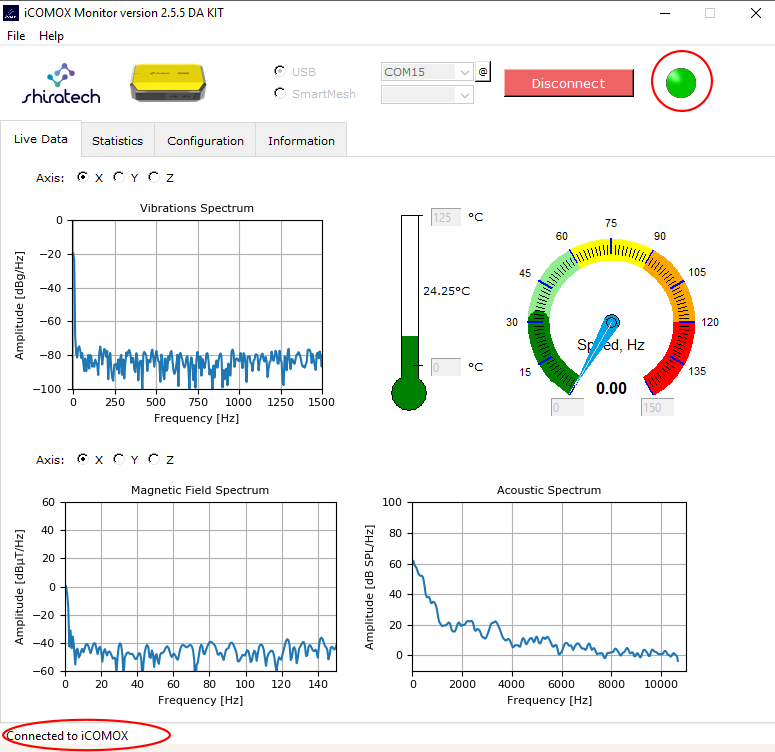 iCOMOX Monitor version 2.5.5 DA KIT
File Help
shiratech
USB
SmartMesh
COM15
@
Disconnect
Live Data Statistics Configuration Information
Axis: X Y Z
Vibrations Spectrum
Amplitude [dBg/Hz]
0
−20
−40
−60
−80
−100
0 250 500 750 1000 1250 1500
Frequency [Hz]
125 °C
24.25°C
0 °C
0 15 30 45 60 75 90 105 120 135 150
Speed, Hz
0.00
Axis: X Y Z
Magnetic Field Spectrum
Amplitude [dBµT/Hz]
60
40
20
0
−20
−40
−60
0 20 40 60 80 100 120 140
Frequency [Hz]
Acoustic Spectrum
Amplitude [dB SPL/Hz]
100
80
60
40
20
0
0 2000 4000 6000 8000 10000
Frequency [Hz]
Connected to iCOMOX